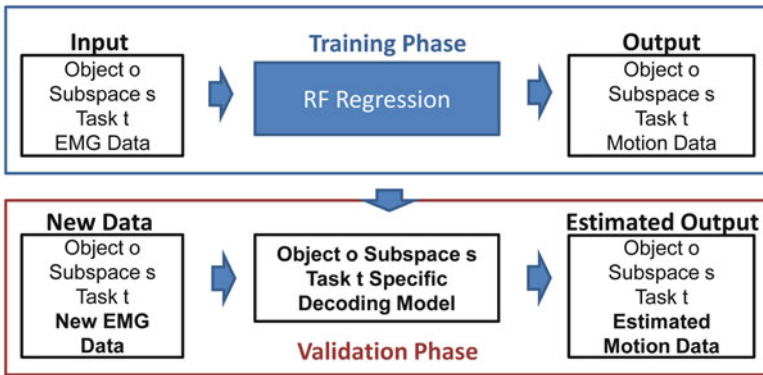 Training Phase
Input
Object o
Subspace s
Task t
EMG Data
RF Regression
Output
Object o
Subspace s
Task t
Motion Data
New Data
Object o
Subspace s
Task t
New EMG
Data
Object o Subspace s
Task t Specific
Decoding Model
Validation Phase
Estimated Output
Object o
Subspace s
Task t
Estimated
Motion Data